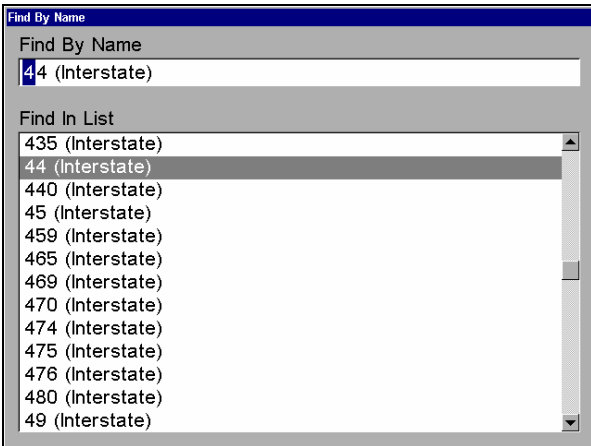 Find By Name
Find By Name
44 (Interstate)
Find In List
435 (Interstate)
44 (Interstate)
440 (Interstate)
45 (Interstate)
459 (Interstate)
465 (Interstate)
469 (Interstate)
470 (Interstate)
474 (Interstate)
475 (Interstate)
476 (Interstate)
480 (Interstate)
49 (Interstate)